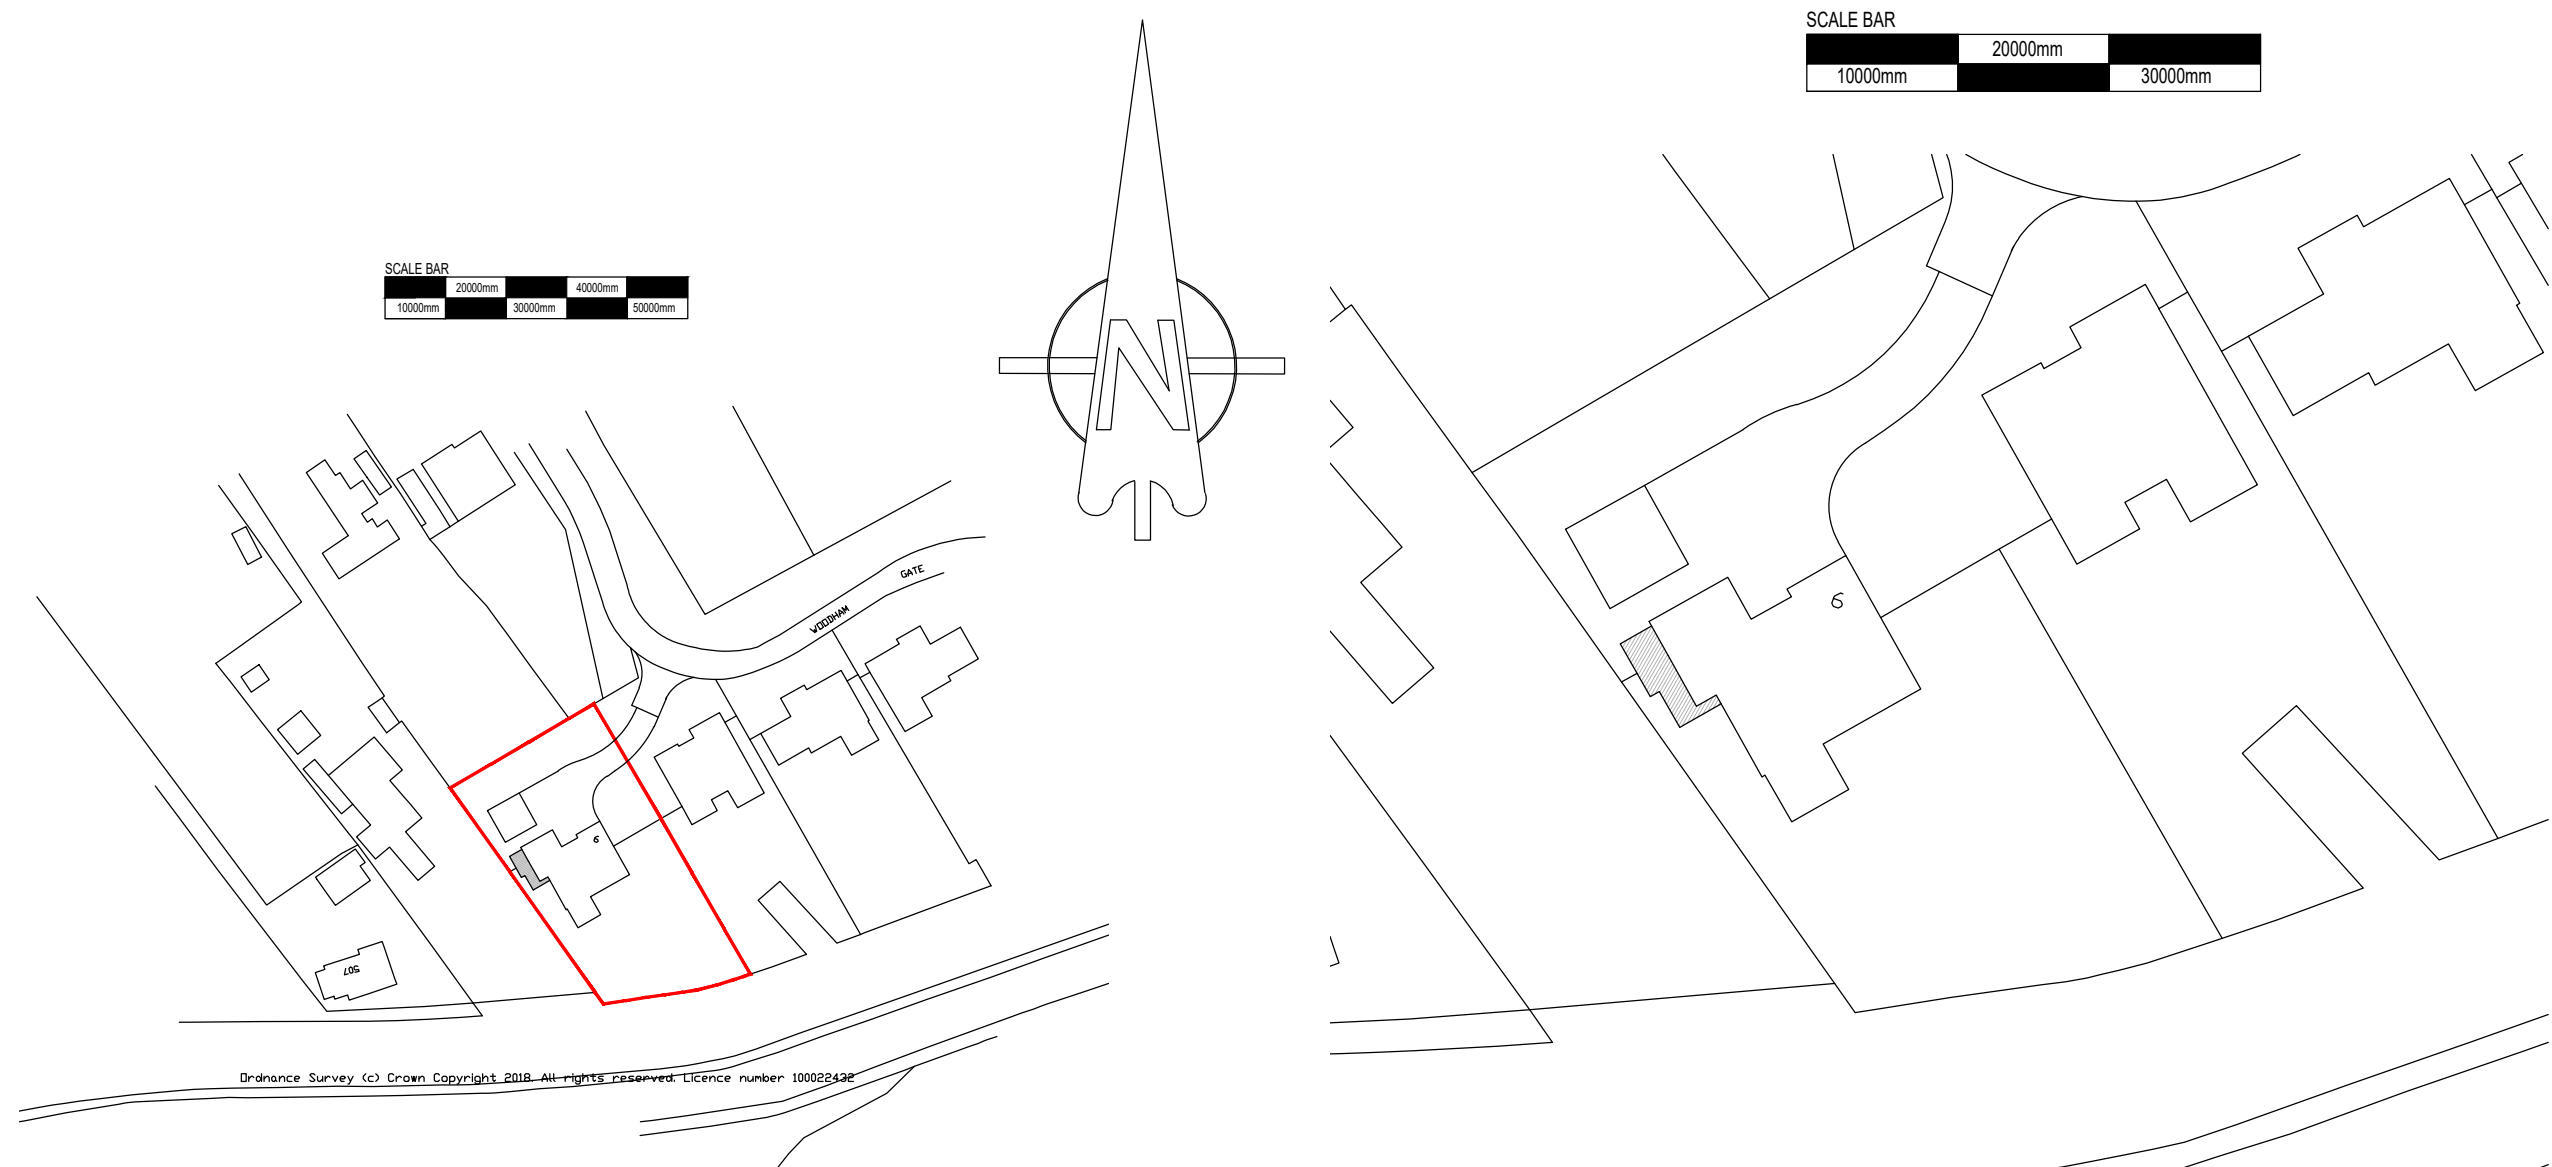 SCALE BAR
20000mm
10000mm 30000mm
SCALE BAR
20000mm 40000mm
10000mm 30000mm 50000mm
N
GATE
WOODHAM
6
6
507
Ordnance Survey (c) Crown Copyright 2018. All rights reserved. Licence number 100022432